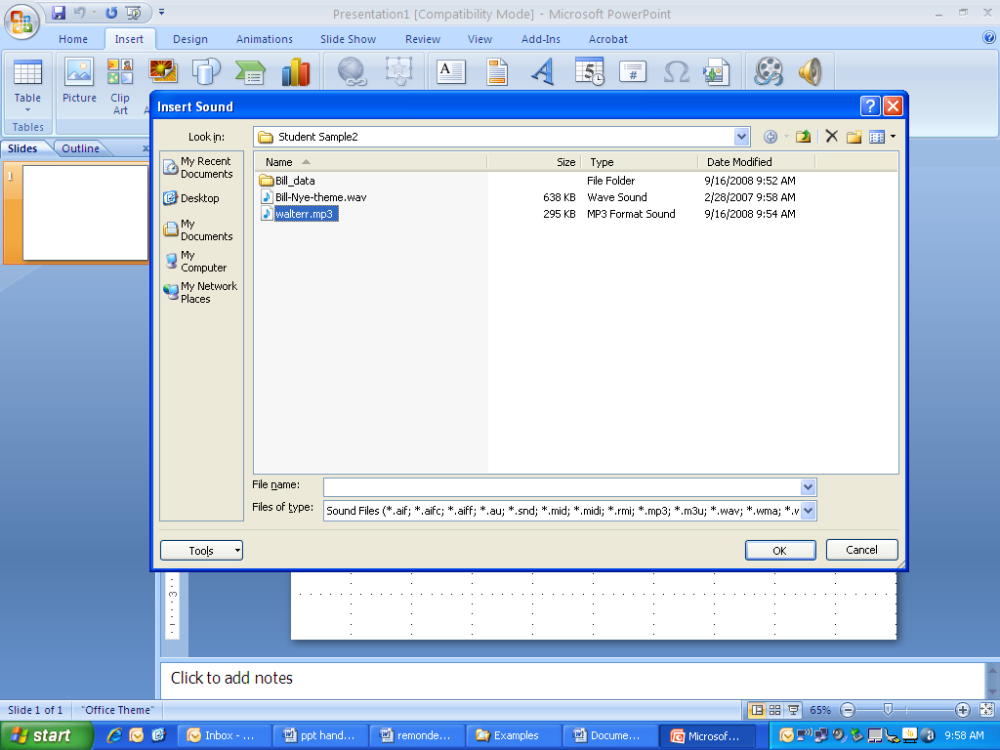 Presentation1 [Compatibility Mode] - Microsoft PowerPoint
Home Insert Design Animations Slide Show Review View Add-Ins Acrobat
Table Picture Clip Art A
Tables
Slides Outline x
1
Insert Sound
Look in: Student Sample2
Name Size Type Date Modified
Bill_data File Folder 9/16/2008 9:52 AM
Bill-Nye-theme.wav 638 KB Wave Sound 2/28/2007 9:58 AM
walterr.mp3 295 KB MP3 Format Sound 9/16/2008 9:54 AM
My Recent
Documents
Desktop
My
Documents
My
Computer
My Network
Places
File name:
Files of type: Sound Files (*.aif; *.aifc; *.aiff; *.au; *.snd; *.mid; *.midi; *.rmi; *.mp3; *.m3u; *.wav; *.wma; *.w
Tools OK Cancel
3
Click to add notes
Slide 1 of 1 "Office Theme" 65%
start Inbox - ... ppt hand... remonde... Examples Docume... Microsof... 9:58 AM